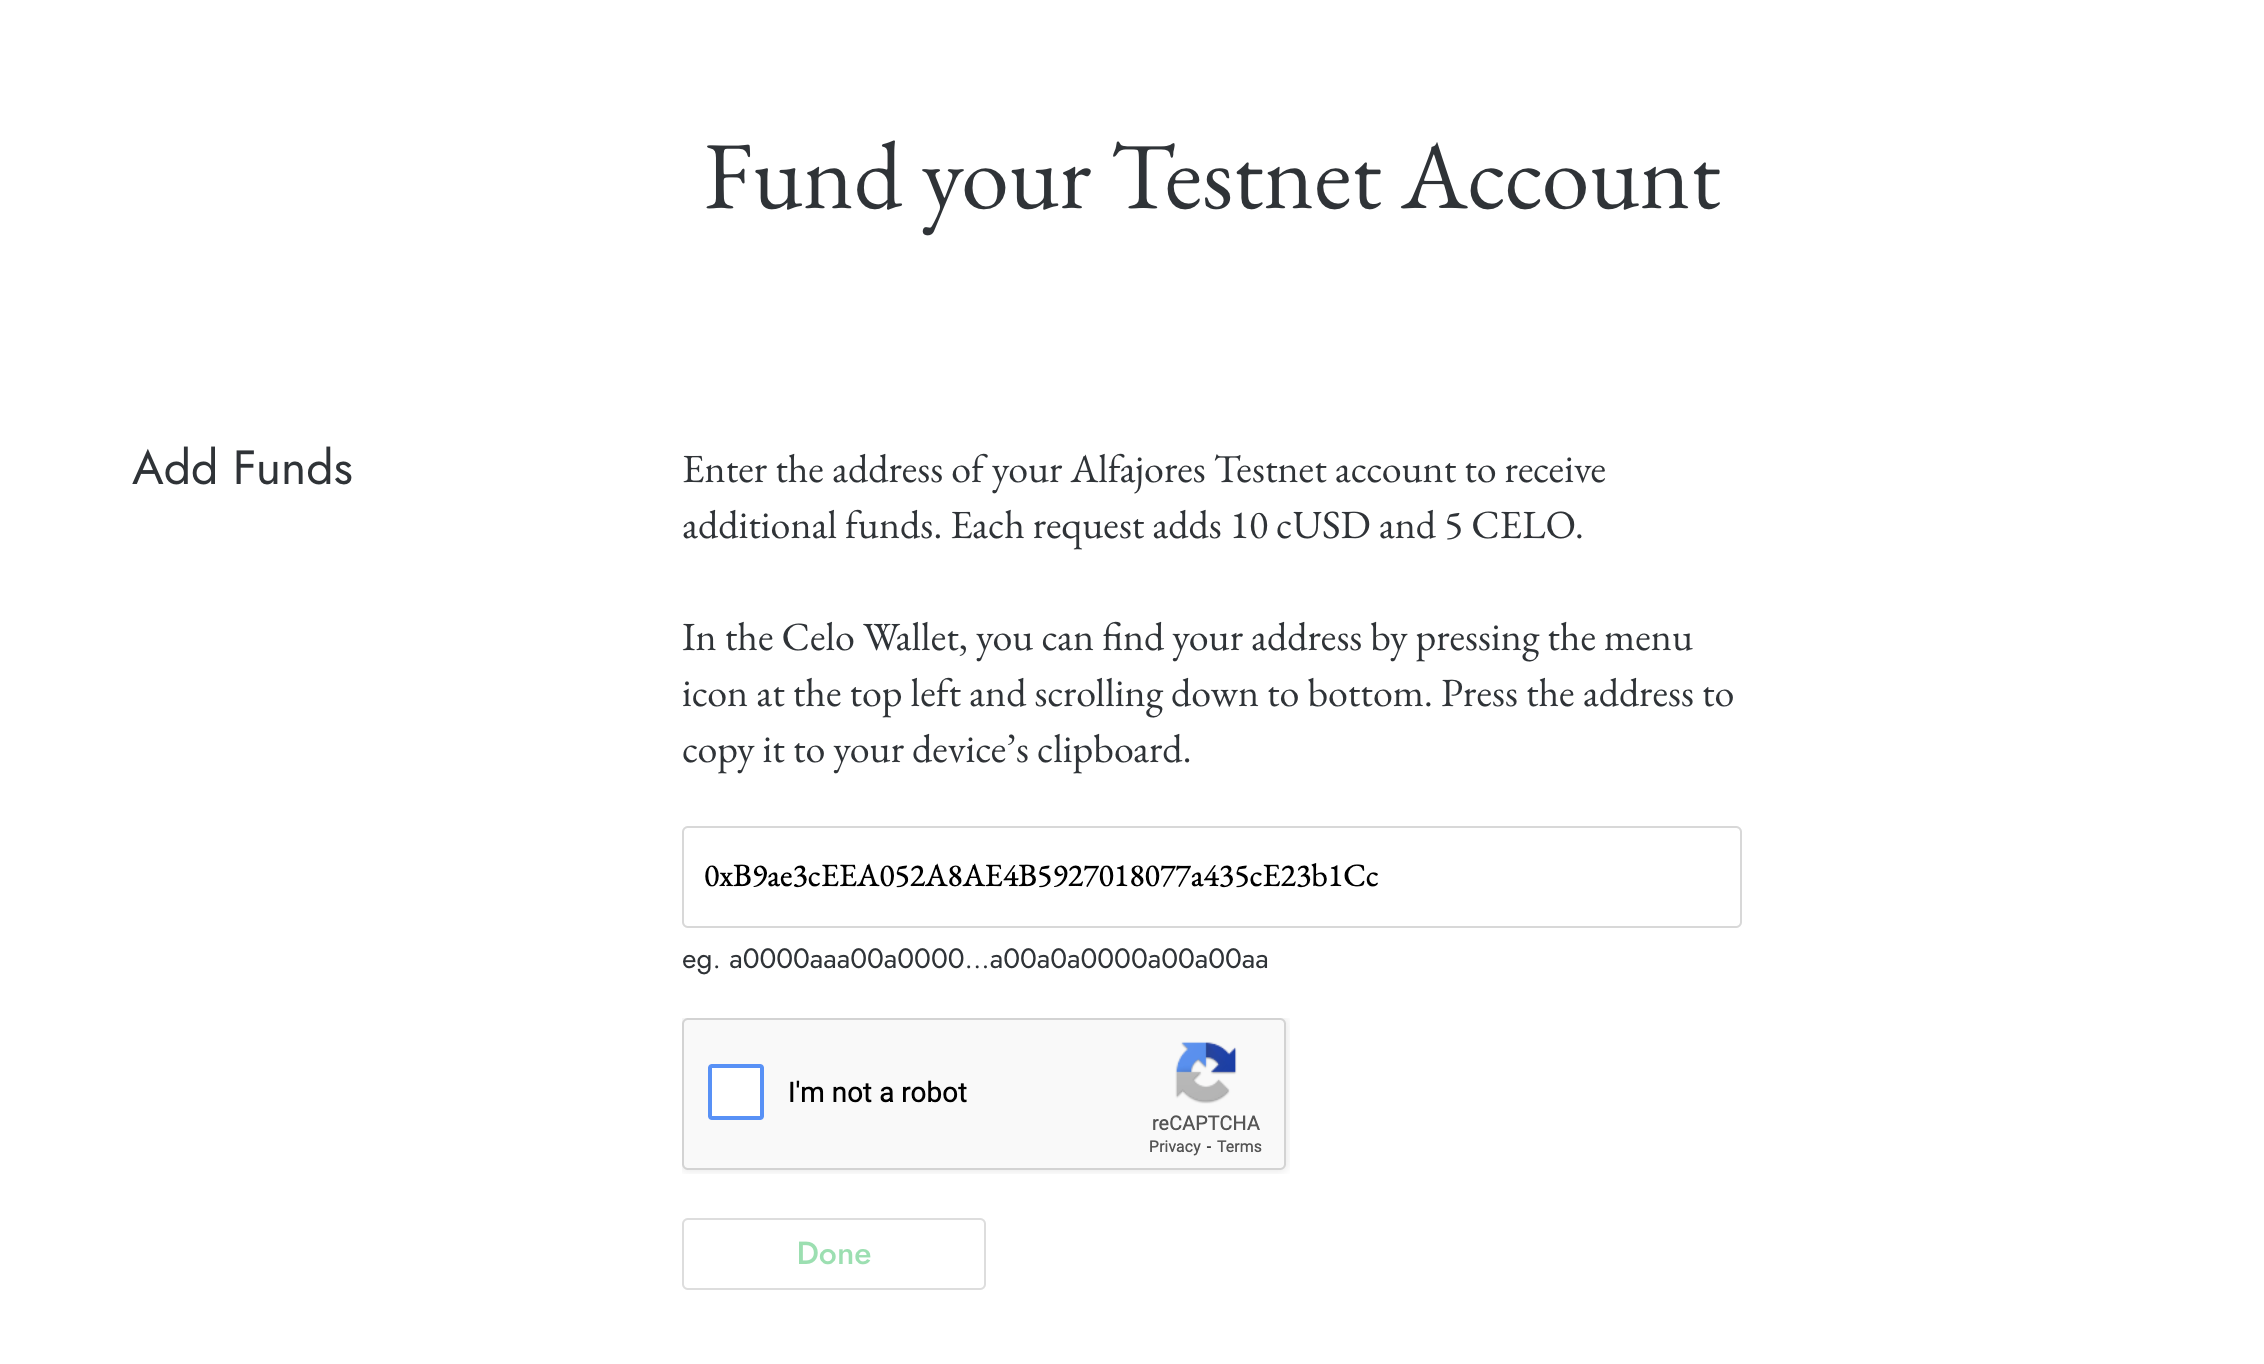 Fund your Testnet Account
Add Funds
Enter the address of your Alfajores Testnet account to receive
additional funds. Each request adds 10 cUSD and 5 CELO.
In the Celo Wallet, you can find your address by pressing the menu
icon at the top left and scrolling down to bottom. Press the address to
copy it to your device’s clipboard.
0xB9ae3cEEA052A8AE4B5927018077a435cE23b1Cc
eg. a0000aaa00a0000...a00a0a0000a00a00aa
I'm not a robot
reCAPTCHA
Privacy - Terms
Done